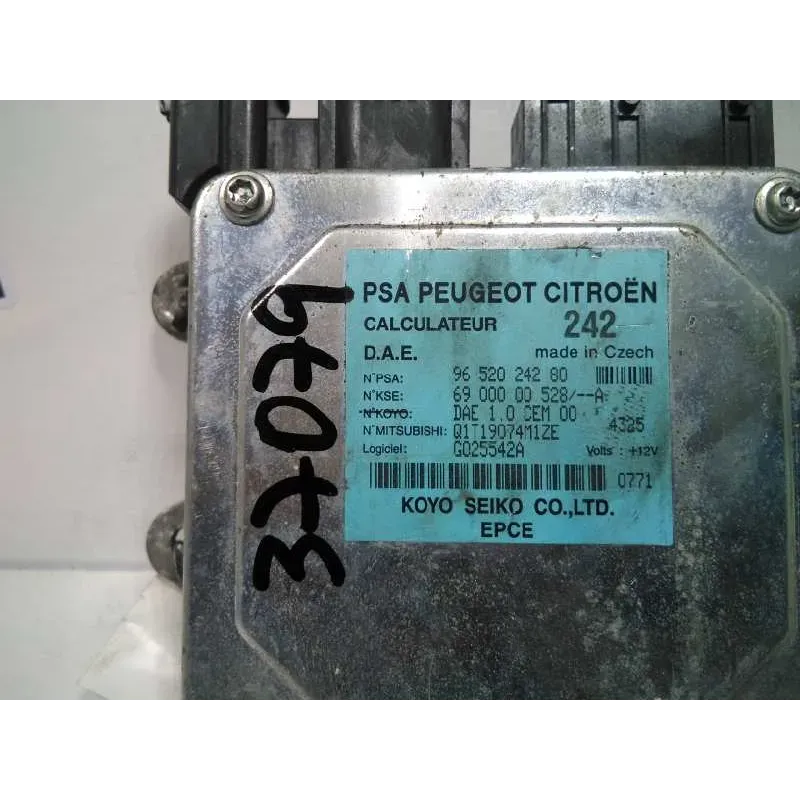 PSA PEUGEOT CITROËN
CALCULATEUR 242
D.A.E. made in Czech
N°PSA: 96 520 242 80
N°KSE: 69 000 00 528/--A
N°KOYO: DAE 1.0 CEM 00
N°MITSUBISHI: Q1T19074M1ZE 4325
Logiciel: G025542A Volts : +12V
0771
KOYO SEIKO CO.,LTD.
EPCE